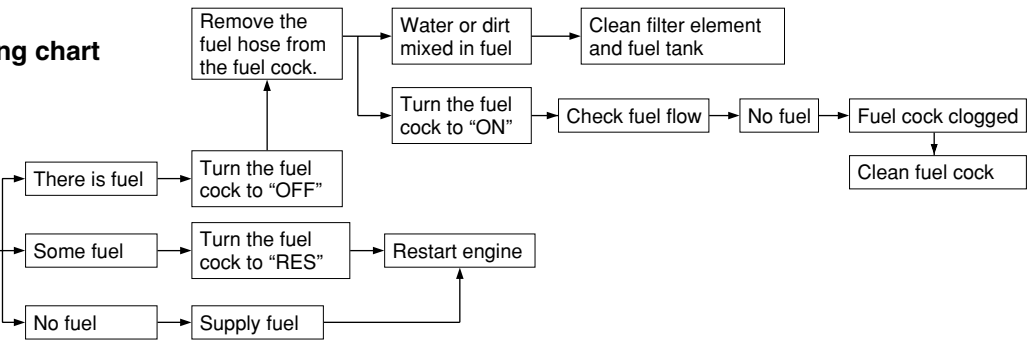 ng chart
Remove the
fuel hose from
the fuel cock.
Water or dirt
mixed in fuel
Clean filter element
and fuel tank
Turn the fuel
cock to “ON”
Check fuel flow
No fuel
Fuel cock clogged
Clean fuel cock
There is fuel
Turn the fuel
cock to “OFF”
Some fuel
Turn the fuel
cock to “RES”
Restart engine
No fuel
Supply fuel